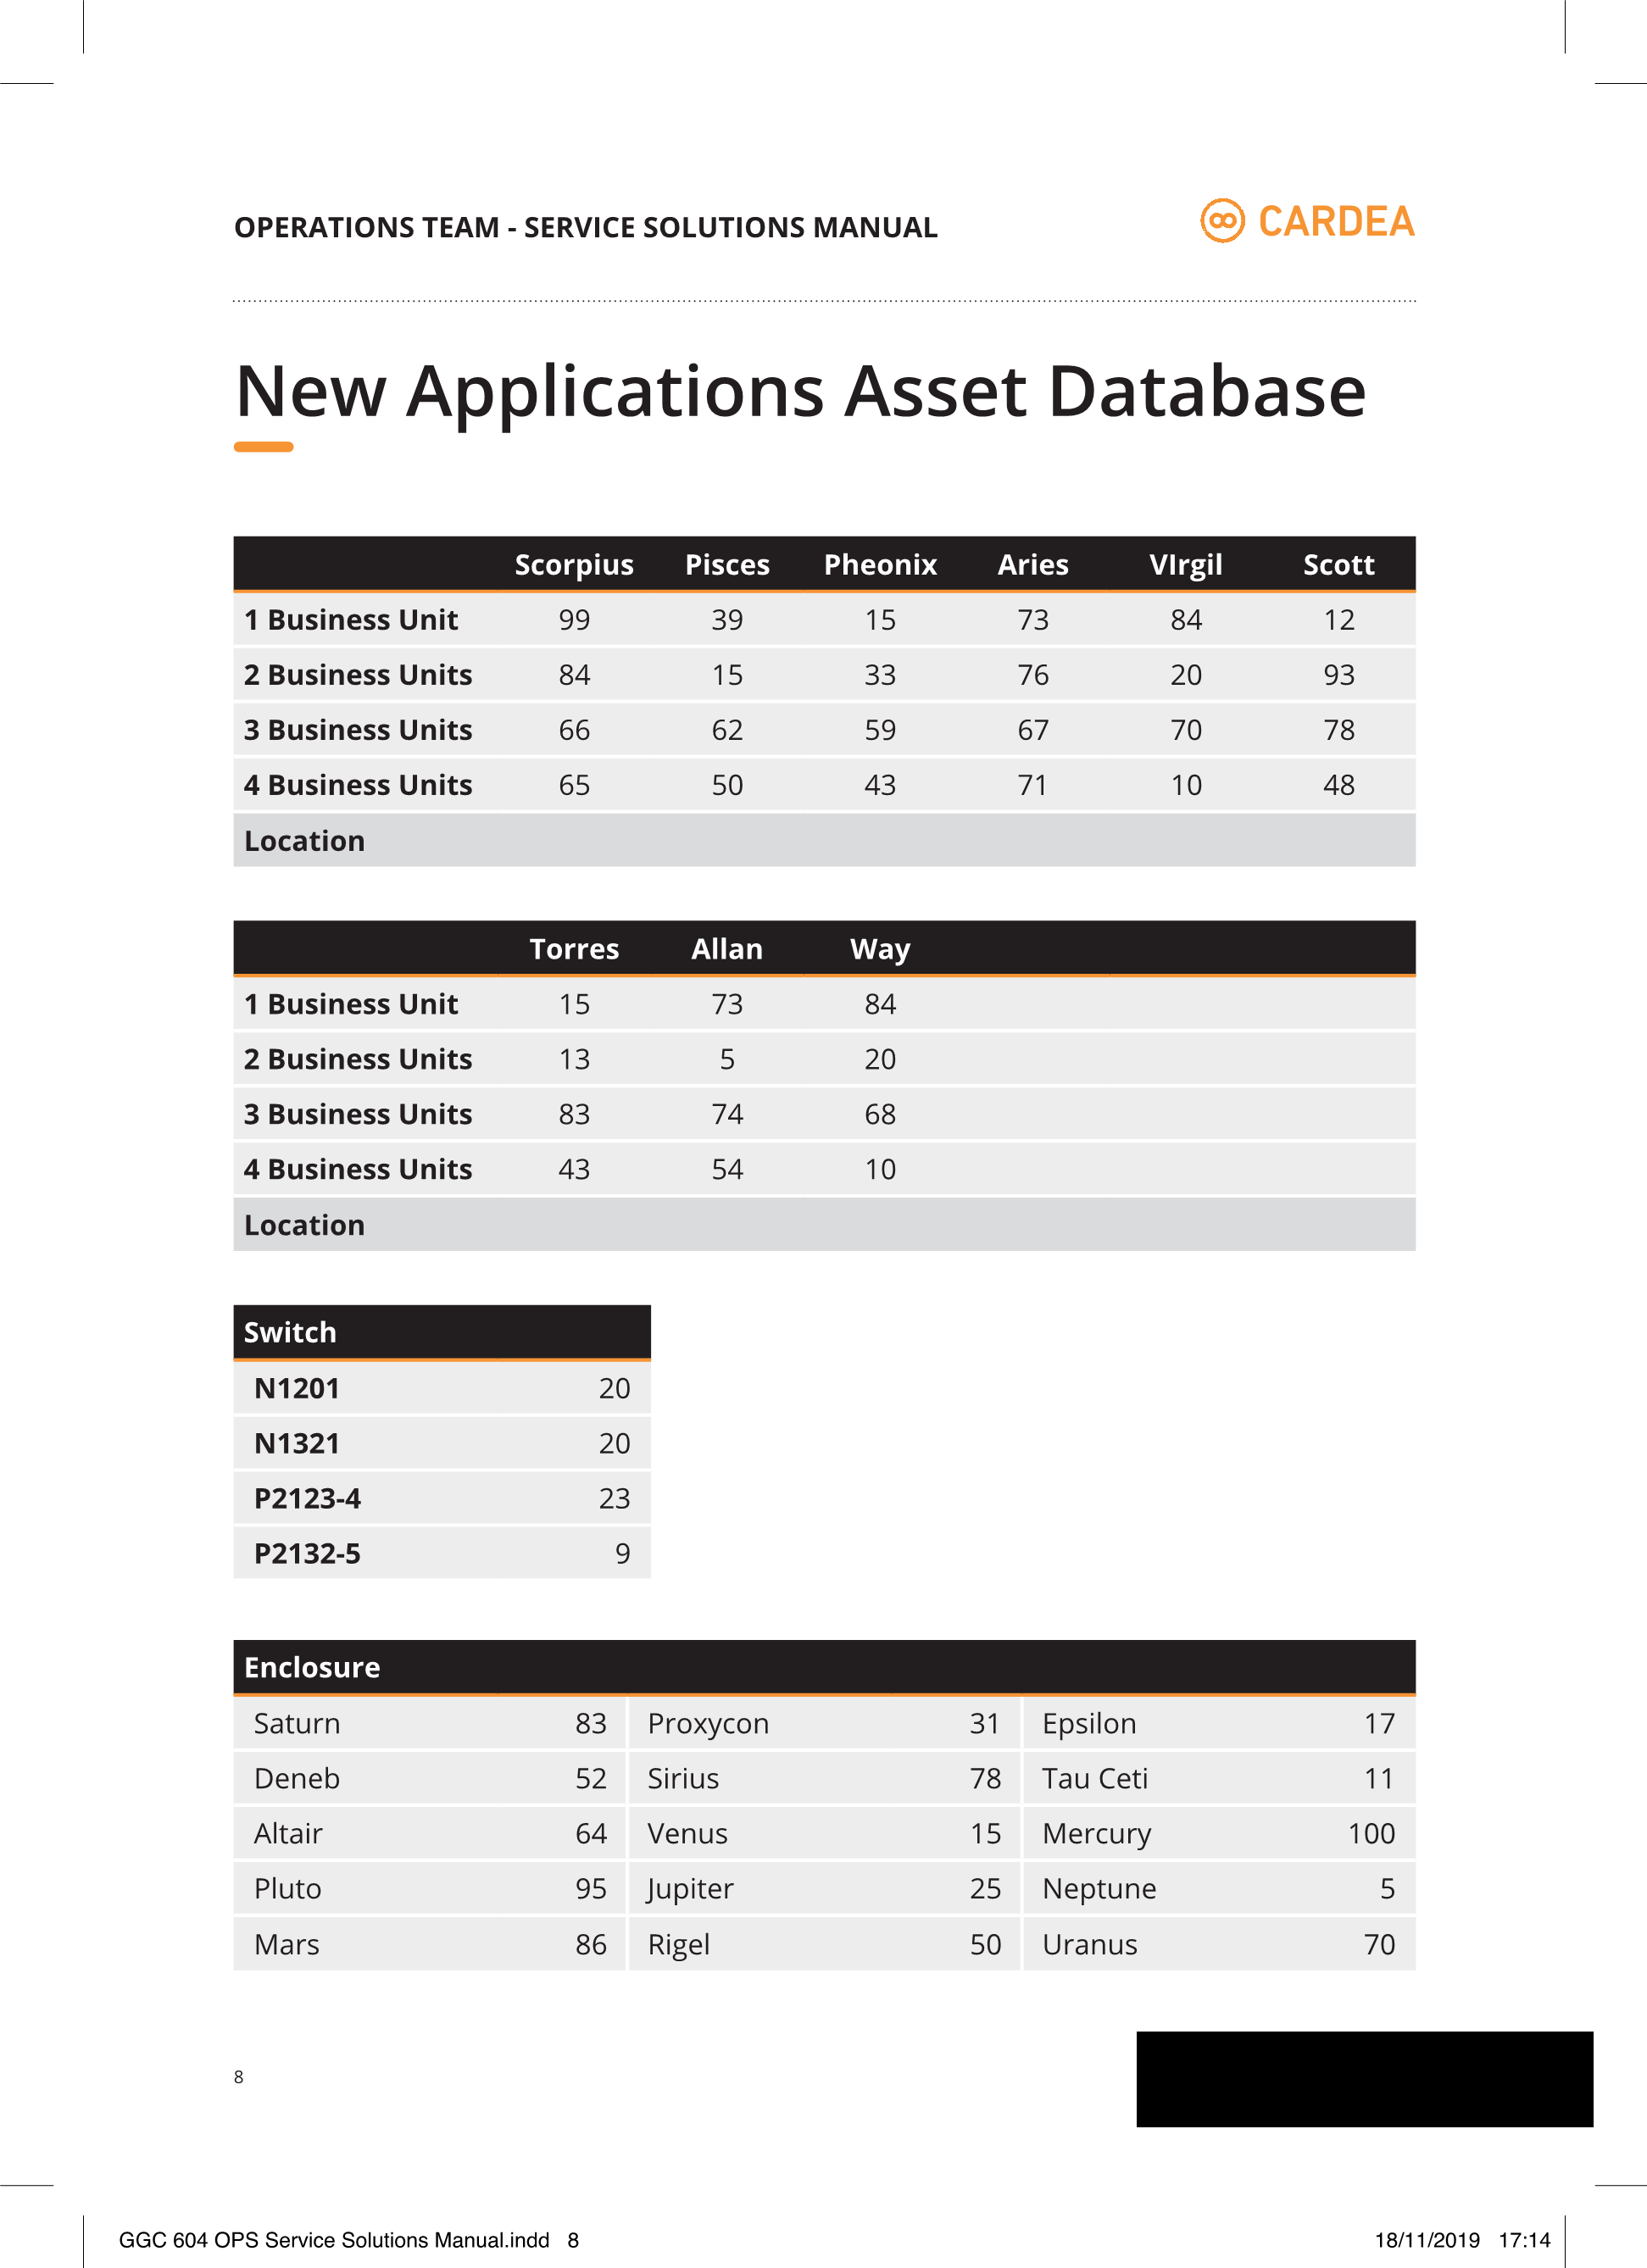 OPERATIONS TEAM - SERVICE SOLUTIONS MANUAL
CARDEA
New Applications Asset Database
Scorpius Pisces Pheonix Aries VIrgil Scott
1 Business Unit 99 39 15 73 84 12
2 Business Units 84 15 33 76 20 93
3 Business Units 66 62 59 67 70 78
4 Business Units 65 50 43 71 10 48
Location
Torres Allan Way
1 Business Unit 15 73 84
2 Business Units 13 5 20
3 Business Units 83 74 68
4 Business Units 43 54 10
Location
Switch
N1201 20
N1321 20
P2123-4 23
P2132-5 9
Enclosure
Saturn 83 Proxycon 31 Epsilon 17
Deneb 52 Sirius 78 Tau Ceti 11
Altair 64 Venus 15 Mercury 100
Pluto 95 Jupiter 25 Neptune 5
Mars 86 Rigel 50 Uranus 70
8
GGC 604 OPS Service Solutions Manual.indd 8 18/11/2019 17:14